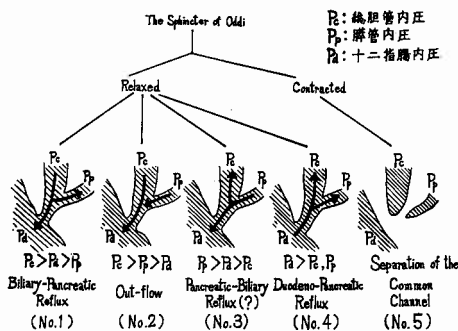 The Sphincter of Oddi
Pc: 総胆管内圧
Pp: 膵管内圧
Pd: 十二指腸内圧
Relaxed
Contracted
Pc Pp Pd
Pc Pp Pd
Pc Pp Pd
Pc Pp Pd
Pc Pp Pd
Pc>Pd>Pp
Pc>Pp>Pd
Pp>Pd>Pc
Pd>Pc,Pp
Separation of the
Common
Channel
Biliary-Pancreatic
Reflux
Out-flow
Pancreatic-Biliary
Reflux(?)
Duodeno-Pancreatic
Reflux
(No.1)
(No.2)
(No.3)
(No.4)
(No.5)